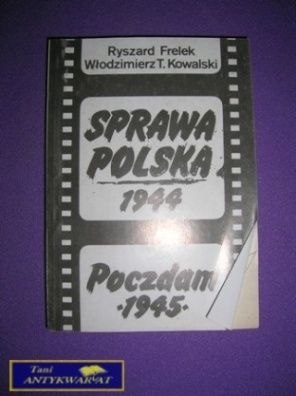 Ryszard Frelek
Włodzimierz T. Kowalski
SPRAWA
POLSKA
1944
Poczdam
•1945•
Tani
ANTYKWARIAT